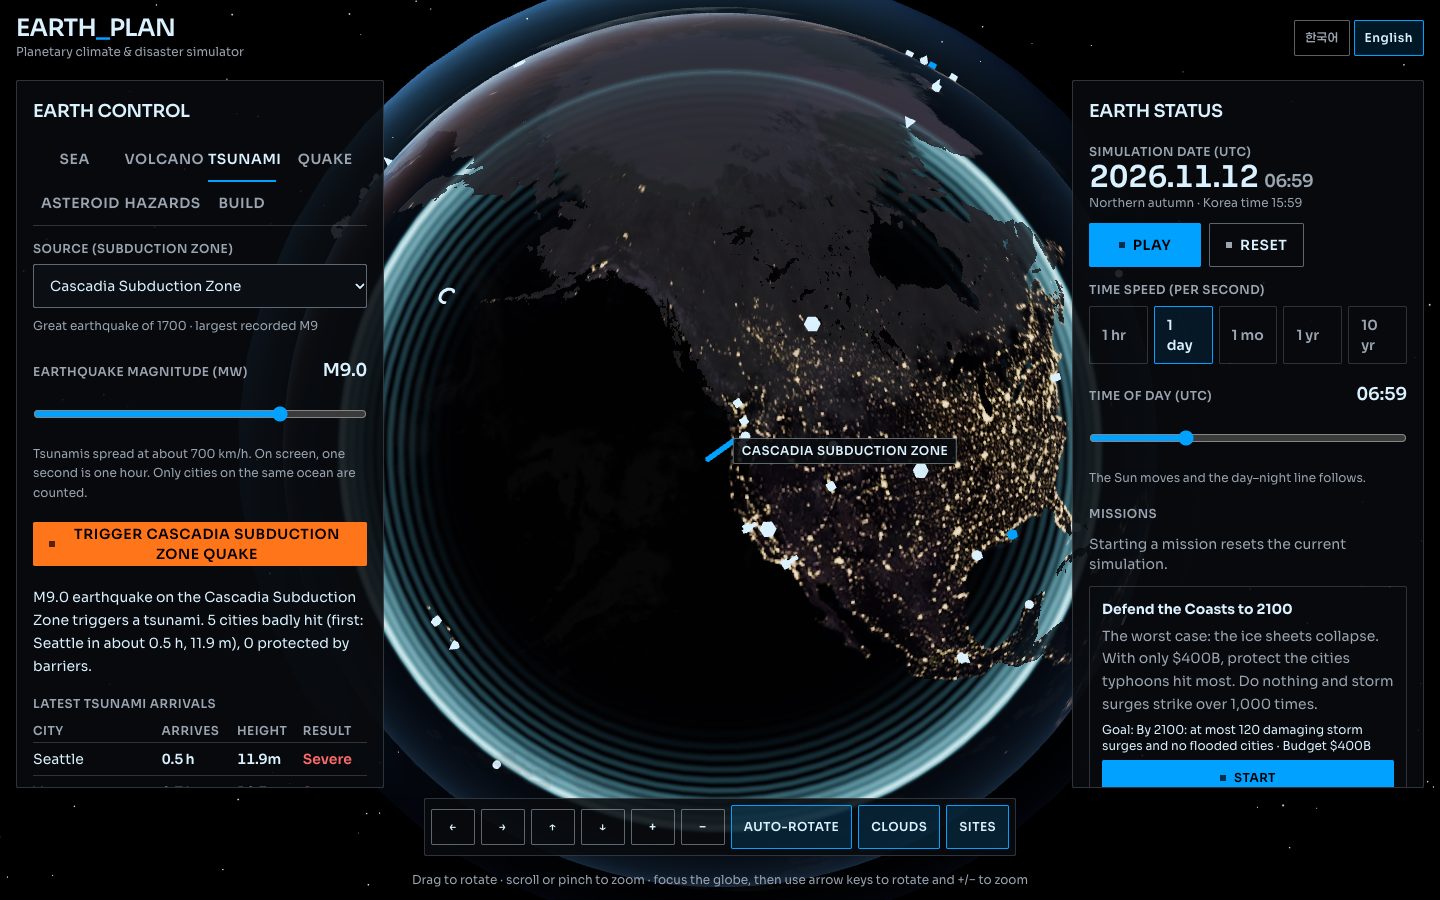 EARTH_PLAN
Planetary climate & disaster simulator
한국어
English
EARTH CONTROL
SEA
VOLCANO
TSUNAMI
QUAKE
ASTEROID
HAZARDS
BUILD
SOURCE (SUBDUCTION ZONE)
Cascadia Subduction Zone
Great earthquake of 1700 · largest recorded M9
EARTHQUAKE MAGNITUDE (MW)
M9.0
Tsunamis spread at about 700 km/h. On screen, one
second is one hour. Only cities on the same ocean are
counted.
TRIGGER CASCADIA SUBDUCTION
ZONE QUAKE
M9.0 earthquake on the Cascadia Subduction
Zone triggers a tsunami. 5 cities badly hit (first:
Seattle in about 0.5 h, 11.9 m), 0 protected by
barriers.
LATEST TSUNAMI ARRIVALS
CITY ARRIVES HEIGHT RESULT
Seattle 0.5 h 11.9m Severe
CASCADIA SUBDUCTION ZONE
EARTH STATUS
SIMULATION DATE (UTC)
2026.11.12 06:59
Northern autumn · Korea time 15:59
PLAY
RESET
TIME SPEED (PER SECOND)
1 hr
1
day
1 mo
1 yr
10
yr
TIME OF DAY (UTC)
06:59
The Sun moves and the day–night line follows.
MISSIONS
Starting a mission resets the current
simulation.
Defend the Coasts to 2100
The worst case: the ice sheets collapse.
With only $400B, protect the cities
typhoons hit most. Do nothing and storm
surges strike over 1,000 times.
Goal: By 2100: at most 120 damaging storm
surges and no flooded cities · Budget $400B
START
← → ↑ ↓ + −
AUTO-ROTATE
CLOUDS
SITES
Drag to rotate · scroll or pinch to zoom · focus the globe, then use arrow keys to rotate and +/− to zoom